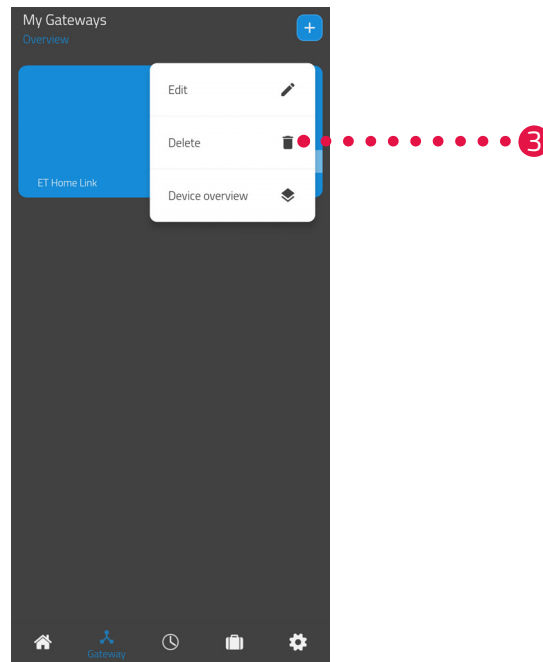 My Gateways
Overview
+
Edit
Delete
3
ET Home Link
Device overview
Gateway